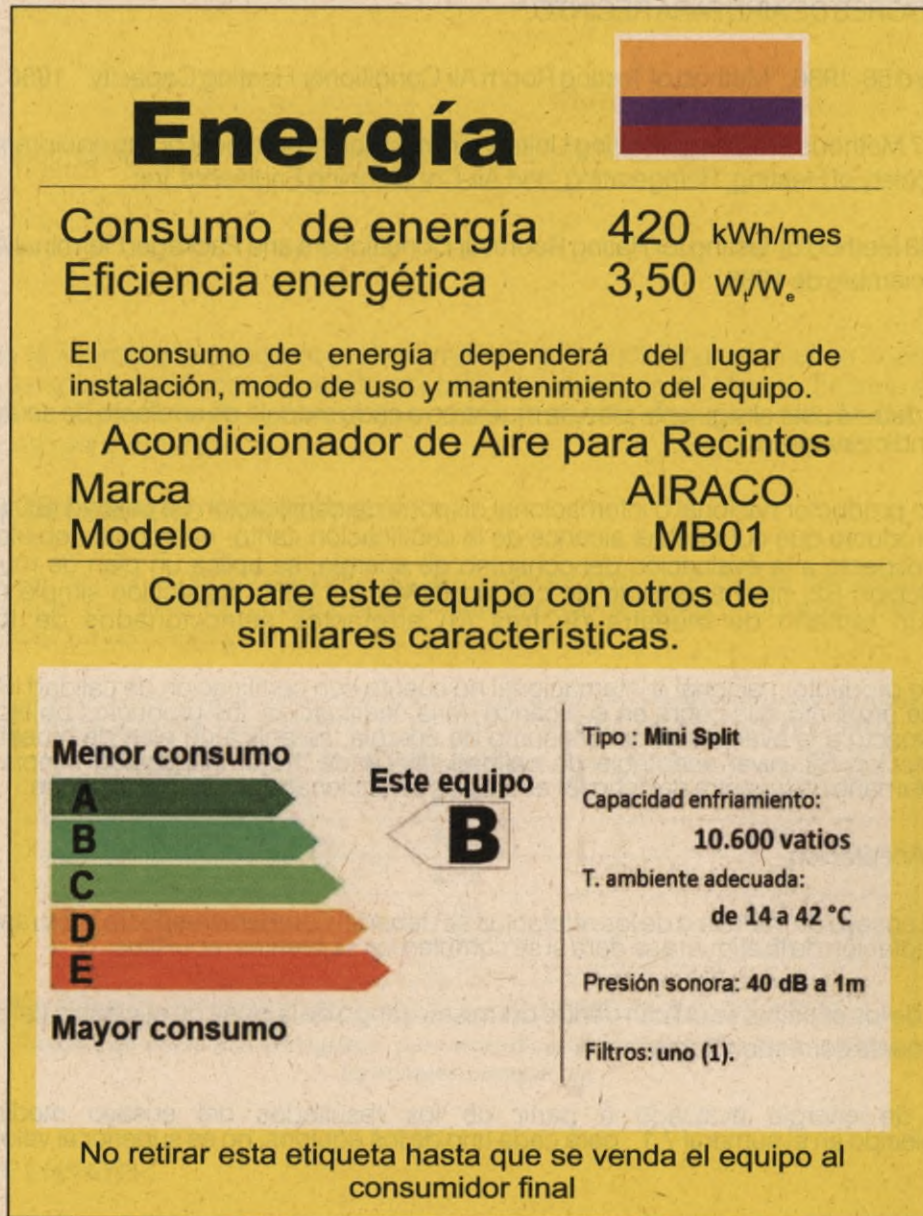 Energía
Consumo de energía 420 kWh/mes
Eficiencia energética 3,50 Wt/We
El consumo de energía dependerá del lugar de
instalación, modo de uso y mantenimiento del equipo.
Acondicionador de Aire para Recintos
Marca AIRACO
Modelo MB01
Compare este equipo con otros de
similares características.
Menor consumo
A
B
C
D
E
Mayor consumo
Este equipo
B
Tipo : Mini Split
Capacidad enfriamiento:
10.600 vatios
T. ambiente adecuada:
de 14 a 42 °C
Presión sonora: 40 dB a 1m
Filtros: uno (1).
No retirar esta etiqueta hasta que se venda el equipo al
consumidor final